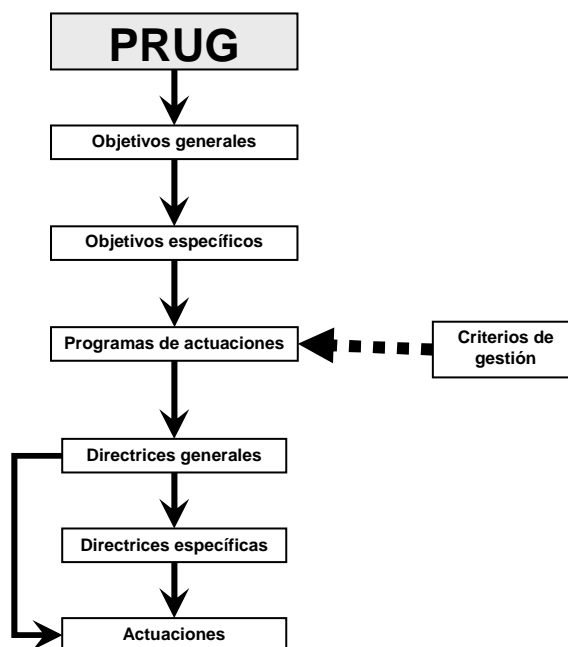 PRUG
Objetivos generales
Objetivos específicos
Programas de actuaciones
Criterios de
gestión
Directrices generales
Directrices específicas
Actuaciones